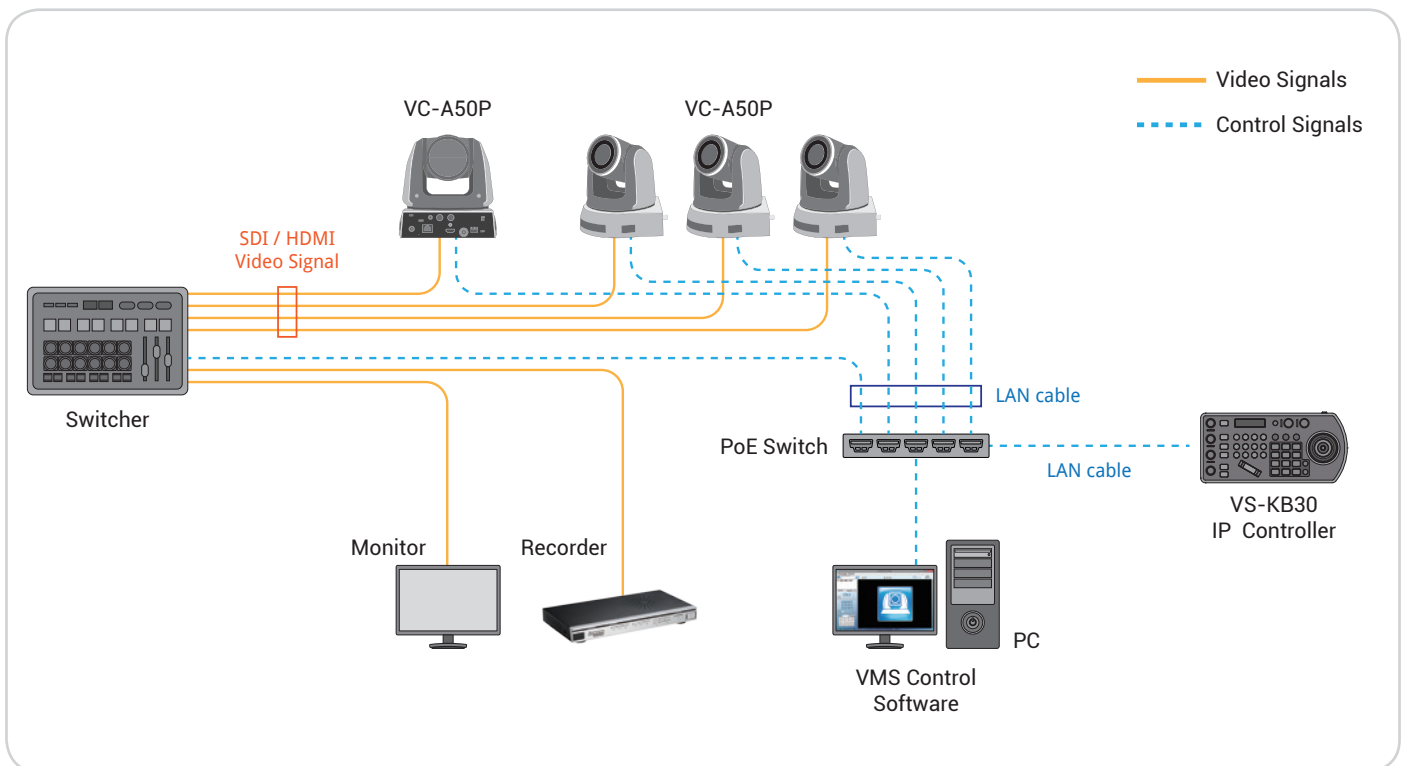 Video Signals
Control Signals
VC-A50P
VC-A50P
SDI / HDMI
Video Signal
Switcher
LAN cable
PoE Switch
LAN cable
VS-KB30
IP Controller
Monitor
Recorder
PC
VMS Control
Software